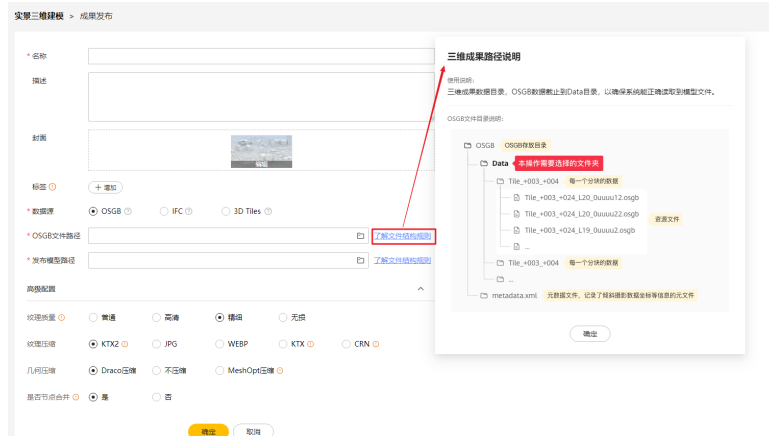 实景三维建模 > 成果发布
* 名称
描述
封面
编辑
标签
+ 增加
* 数据源 OSGB IFC 3D Tiles
* OSGB文件路径 了解文件结构规则
* 发布模型路径 了解文件结构规则
高级配置
纹理质量 普通 高清 精细 无损
纹理压缩 KTX2 JPG WEBP KTX CRN
几何压缩 Draco压缩 不压缩 MeshOpt压缩
是否节点合并 是 否
确定 取消
三维成果路径说明
使用说明：
三维成果数据目录，OSGB数据截止到Data目录，以确保系统能正确读取到模型文件。
OSGB文件目录说明：
OSGB OSGB存放目录
Data 本操作需要选择的文件夹
Tile_+003_+004 每一个分块的数据
Tile_+003_+024_L20_0uuuu12.osgb
Tile_+003_+024_L20_0uuuu22.osgb
资源文件
Tile_+003_+024_L19_0uuuu2.osgb
...
Tile_+003_+004 每一个分块的数据
...
metadata.xml 元数据文件，记录了倾斜摄影数据坐标等信息的元文件
确定